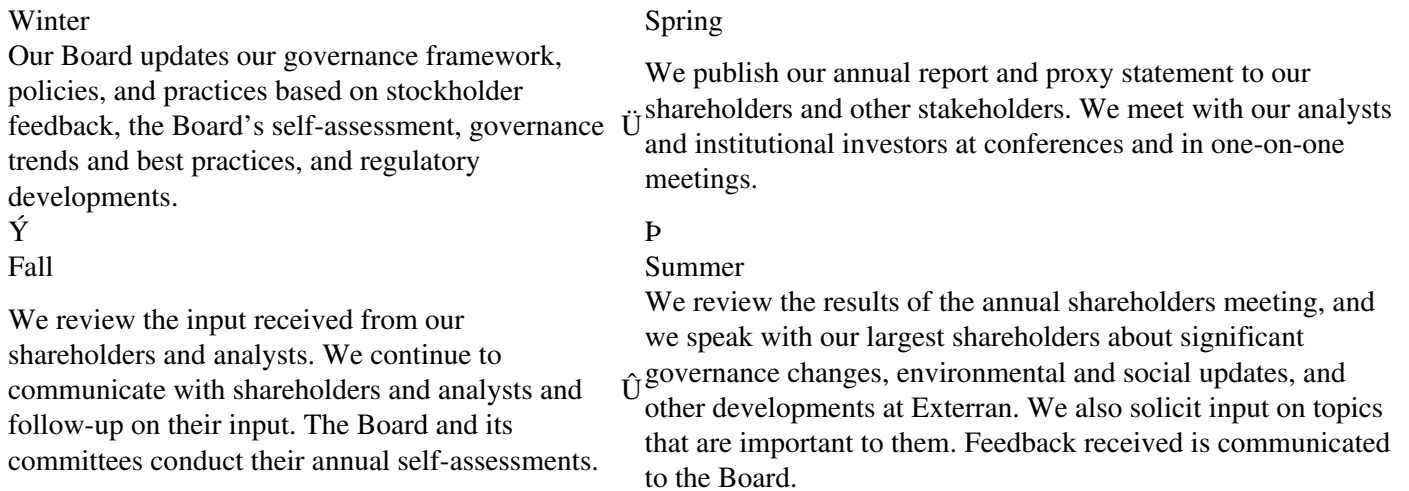 Winter
Our Board updates our governance framework,
policies, and practices based on stockholder
feedback, the Board’s self-assessment, governance
trends and best practices, and regulatory
developments.
Ü
Spring
We publish our annual report and proxy statement to our
shareholders and other stakeholders. We meet with our analysts
and institutional investors at conferences and in one-on-one
meetings.
Ý
Þ
Fall
We review the input received from our
shareholders and analysts. We continue to
communicate with shareholders and analysts and
follow-up on their input. The Board and its
committees conduct their annual self-assessments.
Û
Summer
We review the results of the annual shareholders meeting, and
we speak with our largest shareholders about significant
governance changes, environmental and social updates, and
other developments at Exterran. We also solicit input on topics
that are important to them. Feedback received is communicated
to the Board.